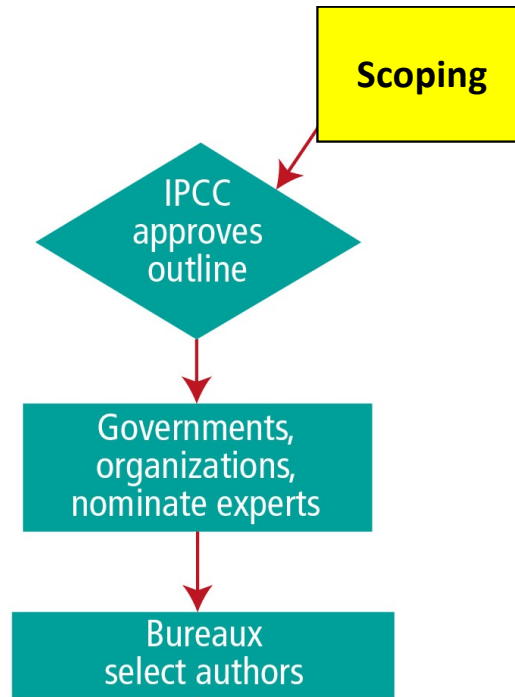 Scoping
IPCC
approves
outline
Governments,
organizations,
nominate experts
Bureaux
select authors